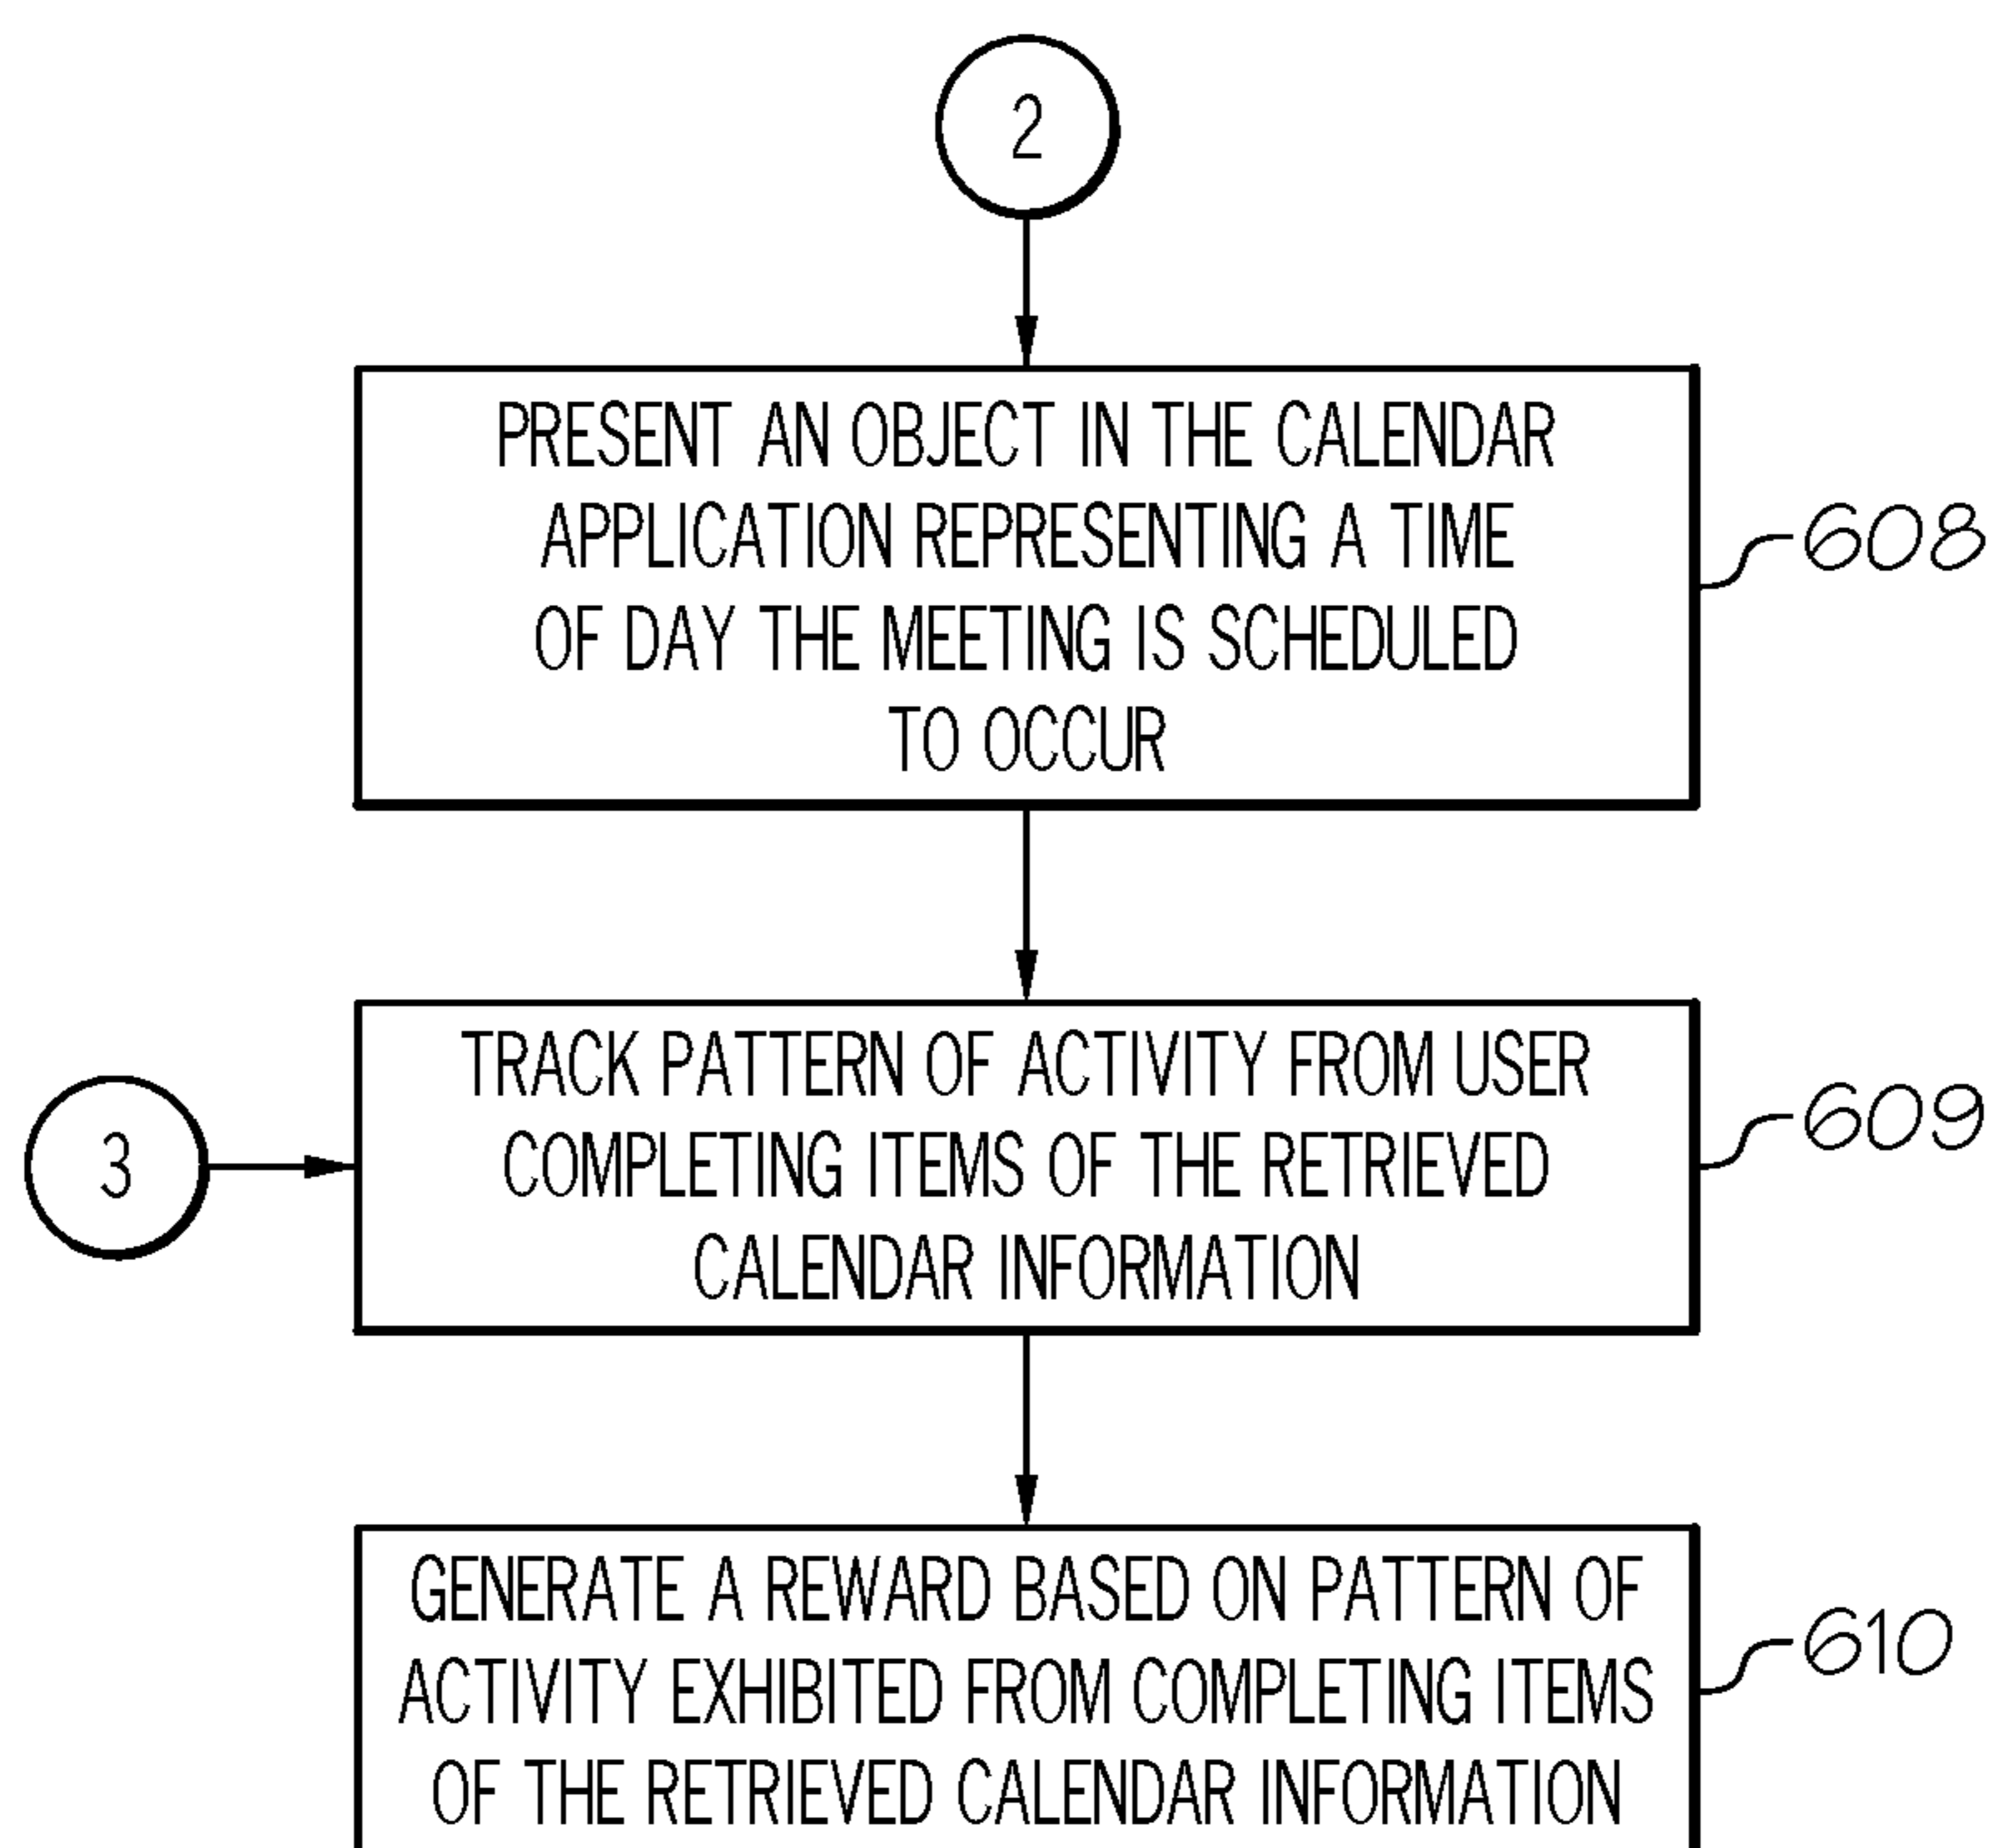 2
PRESENT AN OBJECT IN THE CALENDAR
APPLICATION REPRESENTING A TIME
OF DAY THE MEETING IS SCHEDULED
TO OCCUR
608
TRACK PATTERN OF ACTIVITY FROM USER
COMPLETING ITEMS OF THE RETRIEVED
CALENDAR INFORMATION
609
3
GENERATE A REWARD BASED ON PATTERN OF
ACTIVITY EXHIBITED FROM COMPLETING ITEMS
OF THE RETRIEVED CALENDAR INFORMATION
610